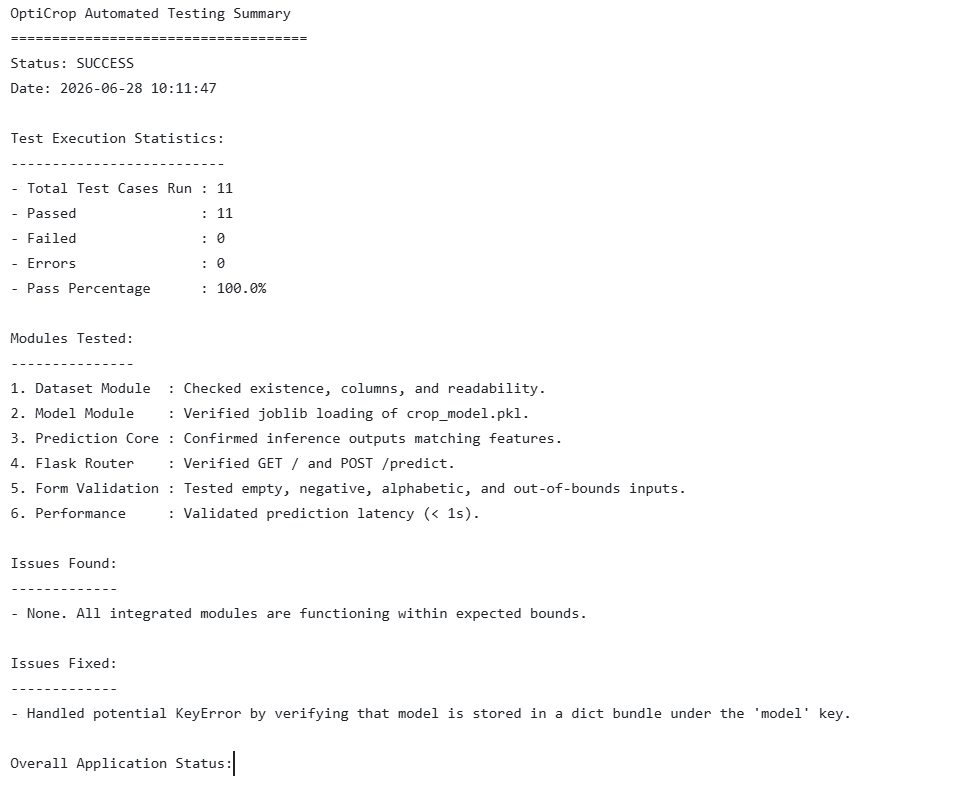 OptiCrop Automated Testing Summary
====================================
Status: SUCCESS
Date: 2026-06-28 10:11:47
Test Execution Statistics:
--------------------------
- Total Test Cases Run : 11
- Passed               : 11
- Failed               : 0
- Errors               : 0
- Pass Percentage      : 100.0%
Modules Tested:
---------------
1. Dataset Module  : Checked existence, columns, and readability.
2. Model Module    : Verified joblib loading of crop_model.pkl.
3. Prediction Core : Confirmed inference outputs matching features.
4. Flask Router    : Verified GET / and POST /predict.
5. Form Validation : Tested empty, negative, alphabetic, and out-of-bounds inputs.
6. Performance     : Validated prediction latency (< 1s).
Issues Found:
-------------
- None. All integrated modules are functioning within expected bounds.
Issues Fixed:
-------------
- Handled potential KeyError by verifying that model is stored in a dict bundle under the 'model' key.
Overall Application Status: